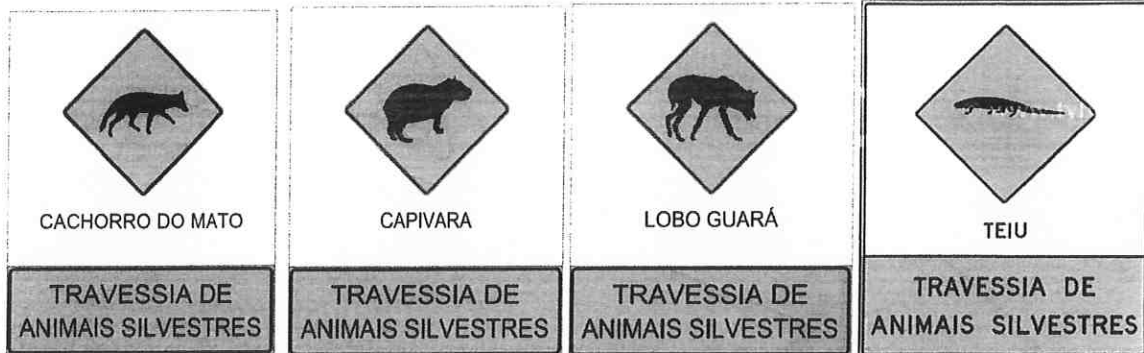 CACHORRO DO MATO
TRAVESSIA DE
ANIMAIS SILVESTRES
CAPIVARA
TRAVESSIA DE
ANIMAIS SILVESTRES
LOBO GUARÁ
TRAVESSIA DE
ANIMAIS SILVESTRES
TEIU
TRAVESSIA DE
ANIMAIS SILVESTRES